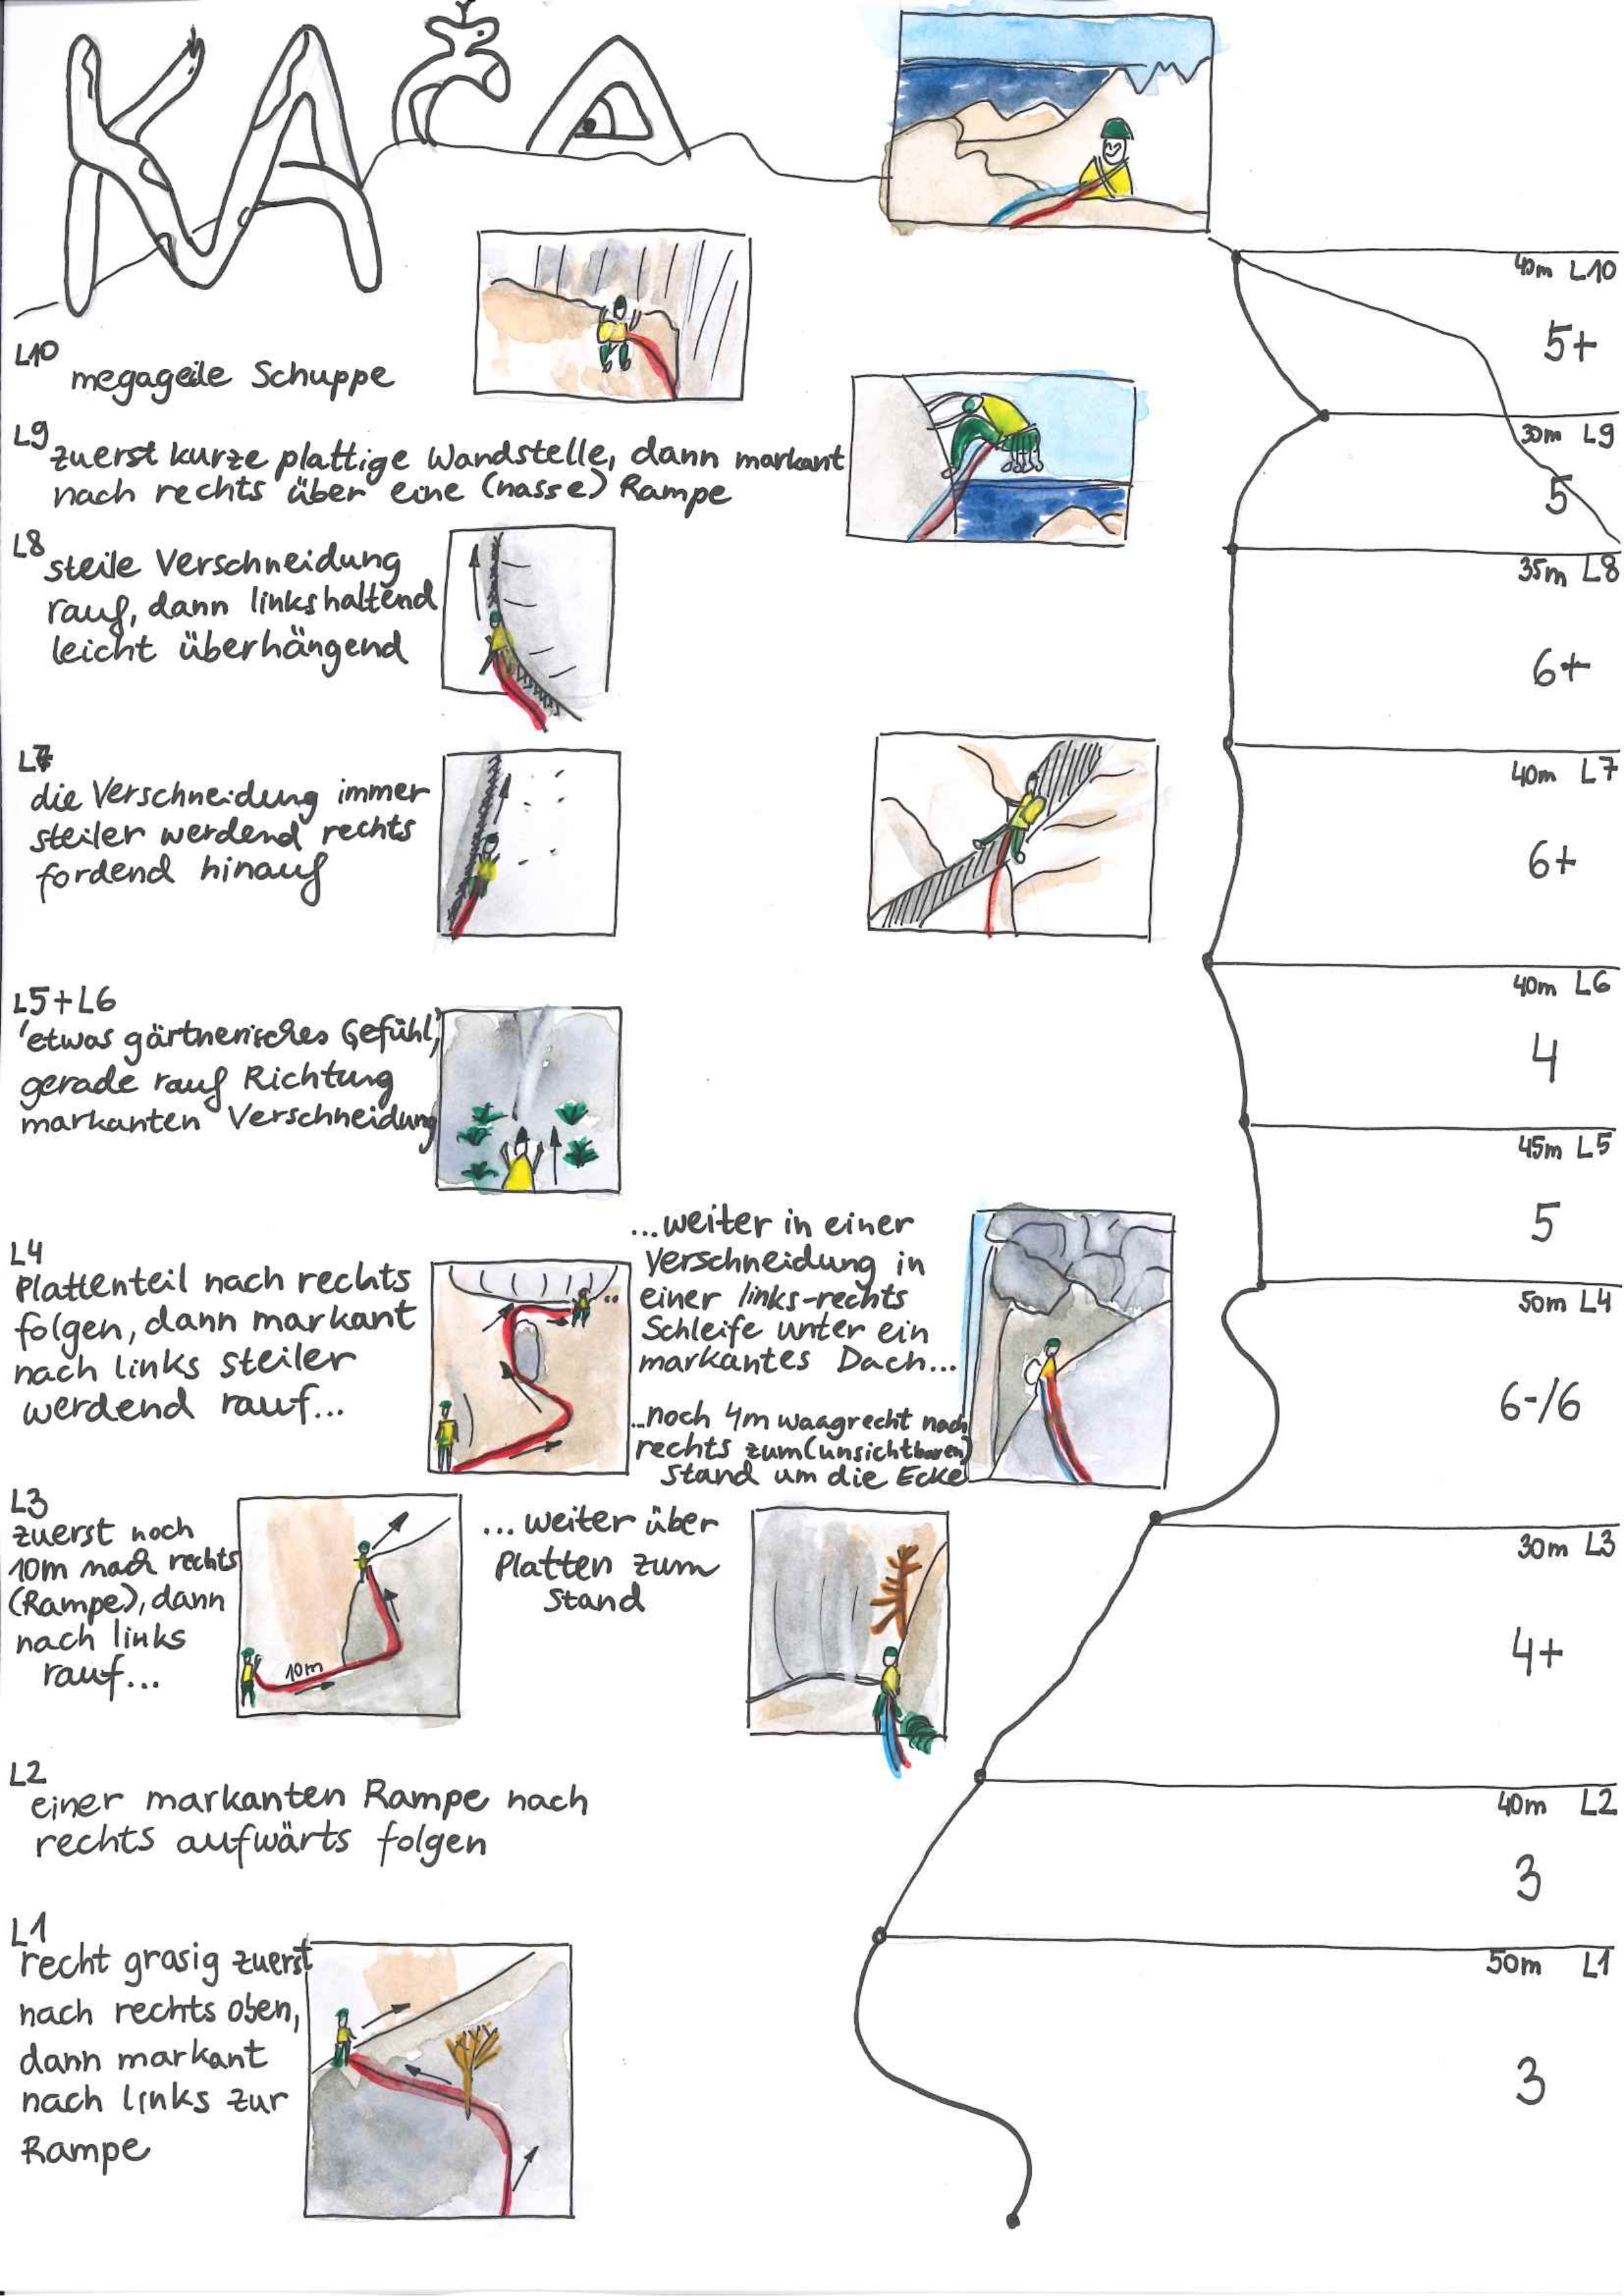 KAČA
L10
megageile Schuppe
L9
zuerst kurze plattige Wandstelle, dann markant
nach rechts über eine (nasse) Rampe
L8
steile Verschneidung
rauf, dann linkshaltend
leicht überhängend
L7
die Verschneidung immer
steiler werdend rechts
fordend hinauf
L5+L6
'etwas gärtnerisches Gefühl,'
gerade rauf Richtung
markanten Verschneidung
L4
Plattenteil nach rechts
folgen, dann markant
nach links steiler
werdend rauf...
...weiter in einer
Verschneidung in
einer links-rechts
Schleife unter ein
markantes Dach...
...noch 4m waagrecht nach
rechts zum (unsichtbaren)
Stand um die Ecke
L3
zuerst noch
10m nach rechts
(Rampe), dann
nach links
rauf...
10m
... weiter über
Platten zum
Stand
L2
einer markanten Rampe nach
rechts aufwärts folgen
L1
recht grasig zuerst
nach rechts oben,
dann markant
nach links zur
Rampe
40m L10
5+
30m L9
5
35m L8
6+
40m L7
6+
40m L6
4
45m L5
5
50m L4
6-/6
30m L3
4+
40m L2
3
50m L1
3